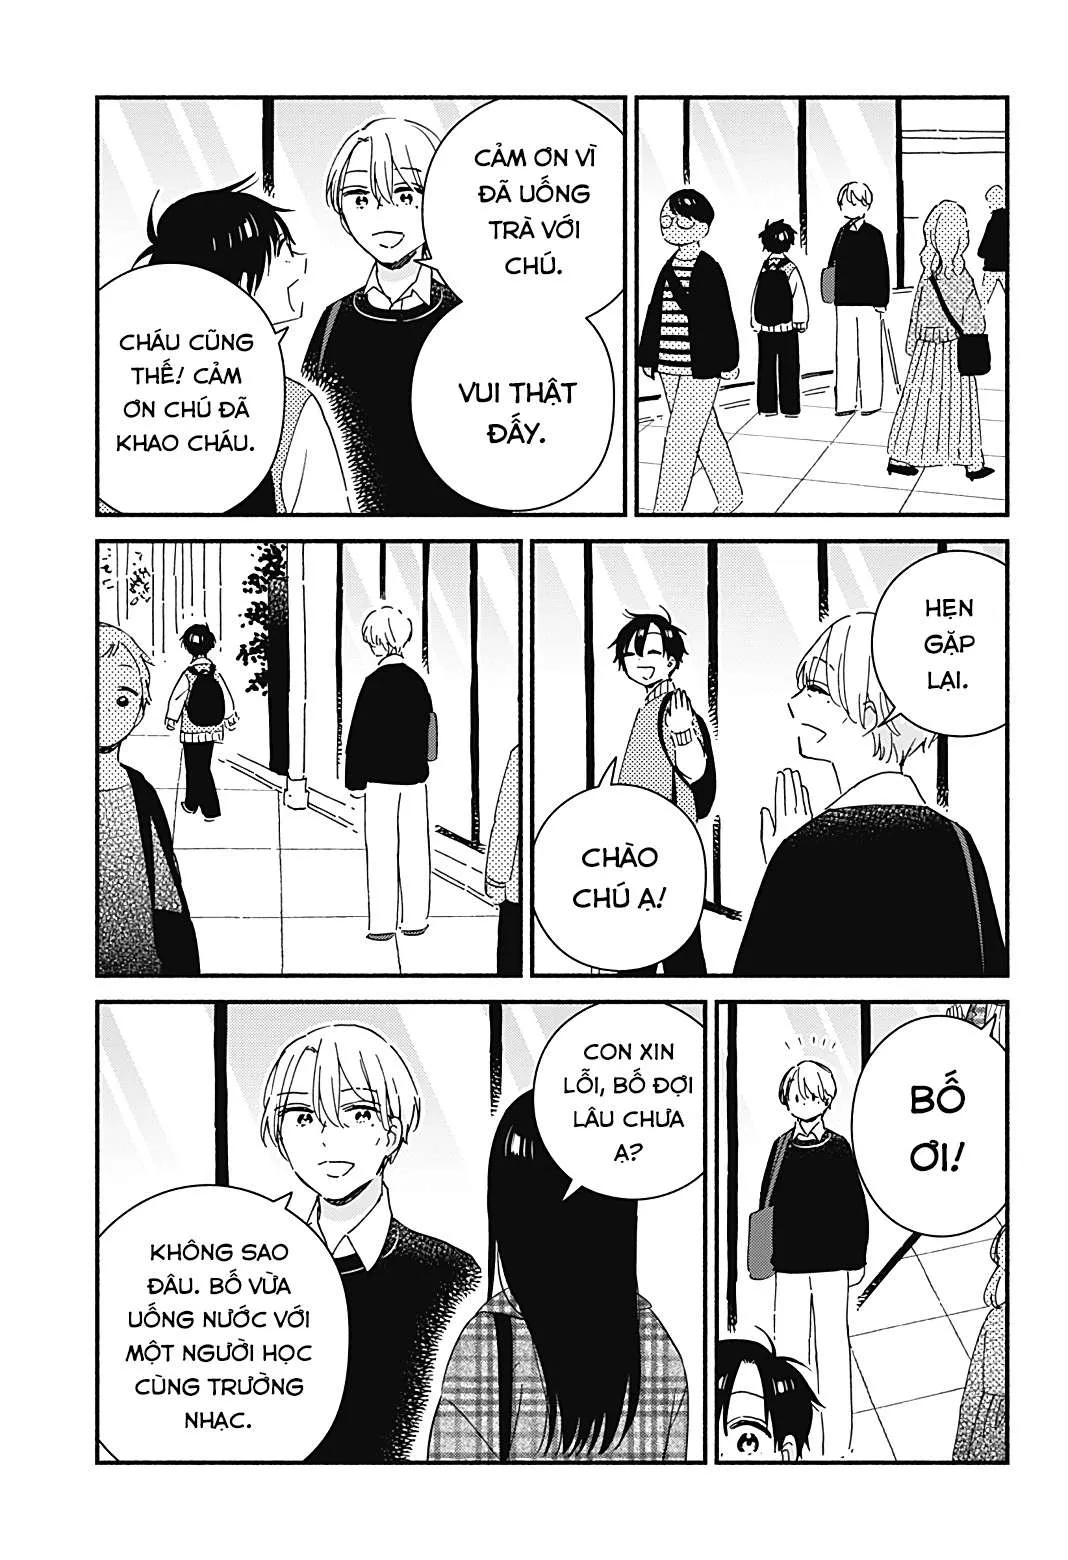 CẢM ƠN VÌ
ĐÃ UỐNG
TRÀ VỚI
CHÚ.
VUI THẬT
ĐẤY.
CHÁU CŨNG
THẾ! CẢM
ƠN CHÚ ĐÃ
KHAO CHÁU.
HẸN
GẶP
LẠI.
CHÀO
CHÚ Ạ!
BỐ
ƠI!
CON XIN
LỖI, BỐ ĐỢI
LÂU CHƯA
Ạ?
KHÔNG SAO
ĐÂU. BỐ VỪA
UỐNG NƯỚC VỚI
MỘT NGƯỜI HỌC
CÙNG TRƯỜNG
NHẠC.